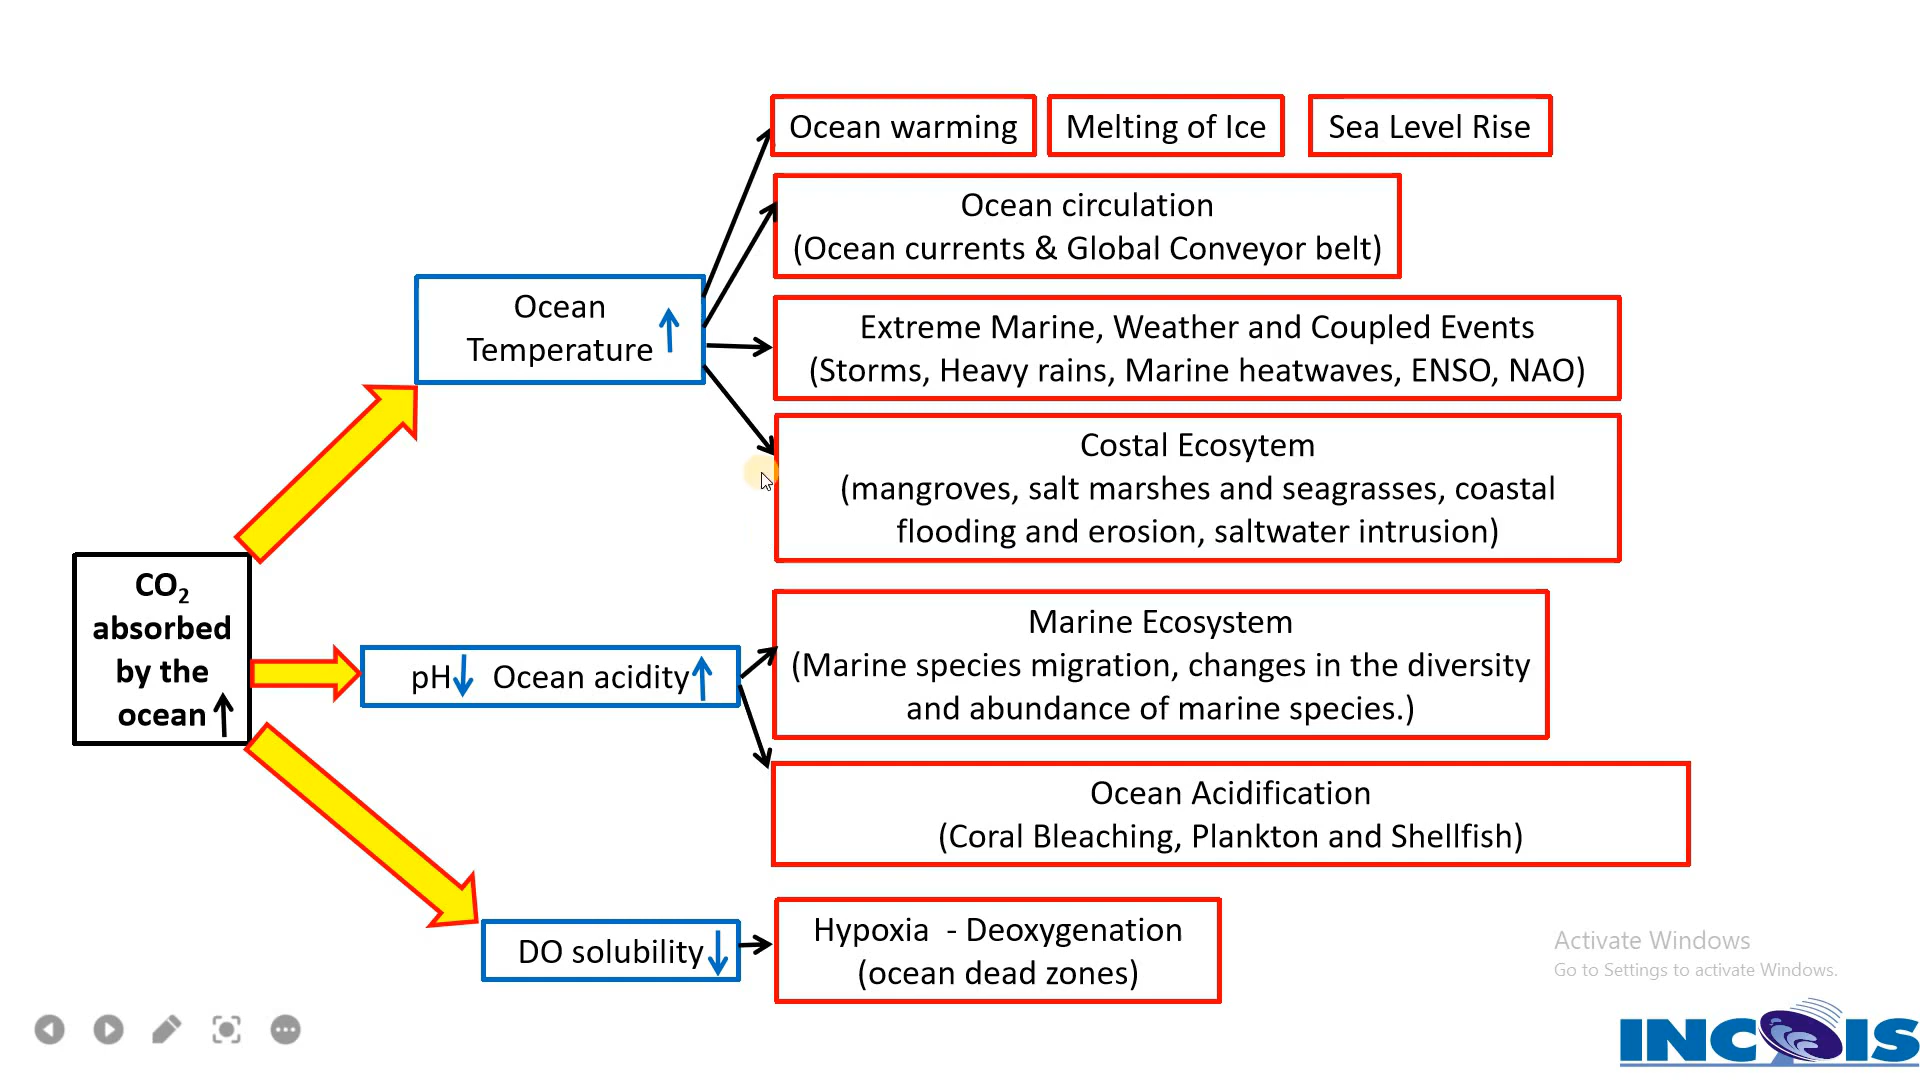 Ocean warming
Melting of Ice
Sea Level Rise
Ocean circulation
(Ocean currents & Global Conveyor belt)
Ocean
Temperature
Extreme Marine, Weather and Coupled Events
(Storms, Heavy rains, Marine heatwaves, ENSO, NAO)
Costal Ecosytem
(mangroves, salt marshes and seagrasses, coastal
flooding and erosion, saltwater intrusion)
CO₂
absorbed
by the
ocean
pH Ocean acidity
Marine Ecosystem
(Marine species migration, changes in the diversity
and abundance of marine species.)
Ocean Acidification
(Coral Bleaching, Plankton and Shellfish)
DO solubility
Hypoxia - Deoxygenation
(ocean dead zones)
Activate Windows
Go to Settings to activate Windows.
INCOIS